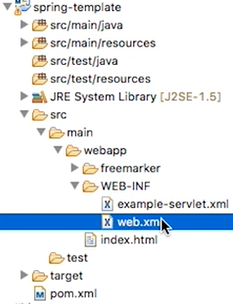 spring-template
src/main/java
src/main/resources
src/test/java
src/test/resources
JRE System Library [J2SE-1.5]
src
main
webapp
freemarker
WEB-INF
example-servlet.xml
web.xml
index.html
test
target
pom.xml